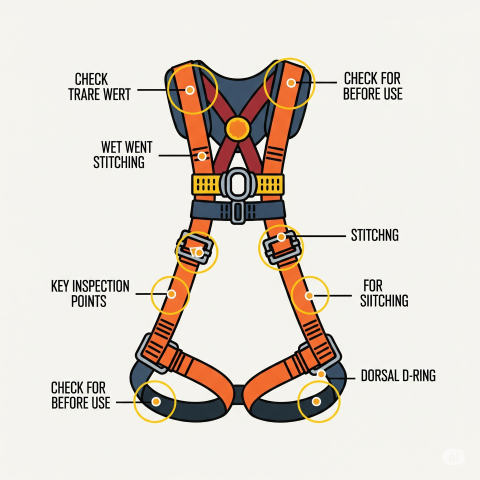 CHECK
TRARE WERT
CHECK FOR
BEFORE USE
WET WENT
STITCHING
STITCHNG
KEY INSPECTION
POINTS
FOR
SIITCHING
DORSAL D-RING
CHECK FOR
BEFORE USE